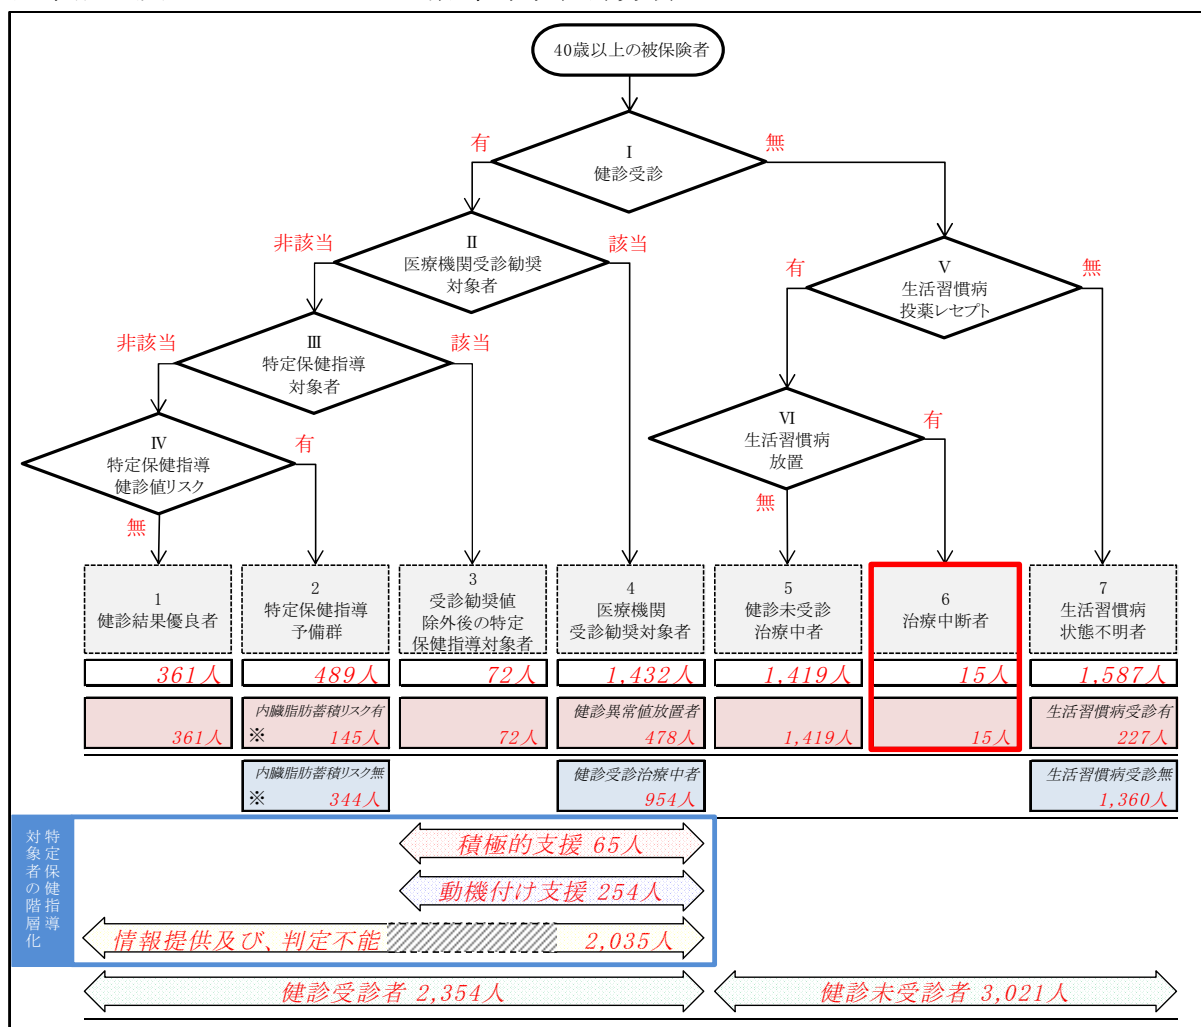 40歳以上の被保険者
Ⅰ
健診受診
有
無
Ⅱ
医療機関受診勧奨
対象者
非該当
該当
Ⅴ
生活習慣病
投薬レセプト
有
無
Ⅲ
特定保健指導
対象者
非該当
該当
Ⅵ
生活習慣病
放置
有
無
Ⅳ
特定保健指導
健診値リスク
有
無
1
健診結果優良者
2
特定保健指導
予備群
3
受診勧奨値
除外後の特定
保健指導対象者
4
医療機関
受診勧奨対象者
5
健診未受診
治療中者
6
治療中断者
7
生活習慣病
状態不明者
361人
489人
72人
1,432人
1,419人
15人
1,587人
361人
内臓脂肪蓄積リスク有
※ 145人
72人
健診異常値放置者
478人
1,419人
15人
生活習慣病受診有
227人
内臓脂肪蓄積リスク無
※ 344人
健診受診治療中者
954人
生活習慣病受診無
1,360人
特定保健指導
対象者の階層化
積極的支援 65人
動機付け支援 254人
情報提供及び、判定不能 2,035人
健診受診者 2,354人
健診未受診者 3,021人